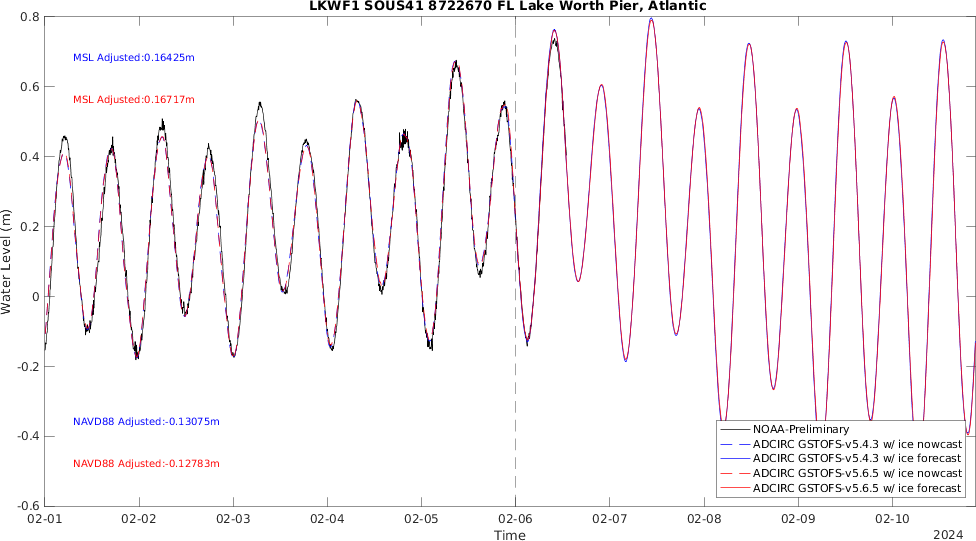 LKWF1 SOUS41 8722670 FL Lake Worth Pier, Atlantic
0.8
MSL Adjusted:0.16425m
0.6
MSL Adjusted:0.16717m
0.4
0.2
Water Level (m)
0
-0.2
NAVD88 Adjusted:-0.13075m
-0.4
NAVD88 Adjusted:-0.12783m
-0.6
NOAA-Preliminary
ADCIRC GSTOFS-v5.4.3 w/ ice nowcast
ADCIRC GSTOFS-v5.4.3 w/ ice forecast
ADCIRC GSTOFS-v5.6.5 w/ ice nowcast
ADCIRC GSTOFS-v5.6.5 w/ ice forecast
02-01 02-02 02-03 02-04 02-05 02-06 02-07 02-08 02-09 02-10
Time
2024